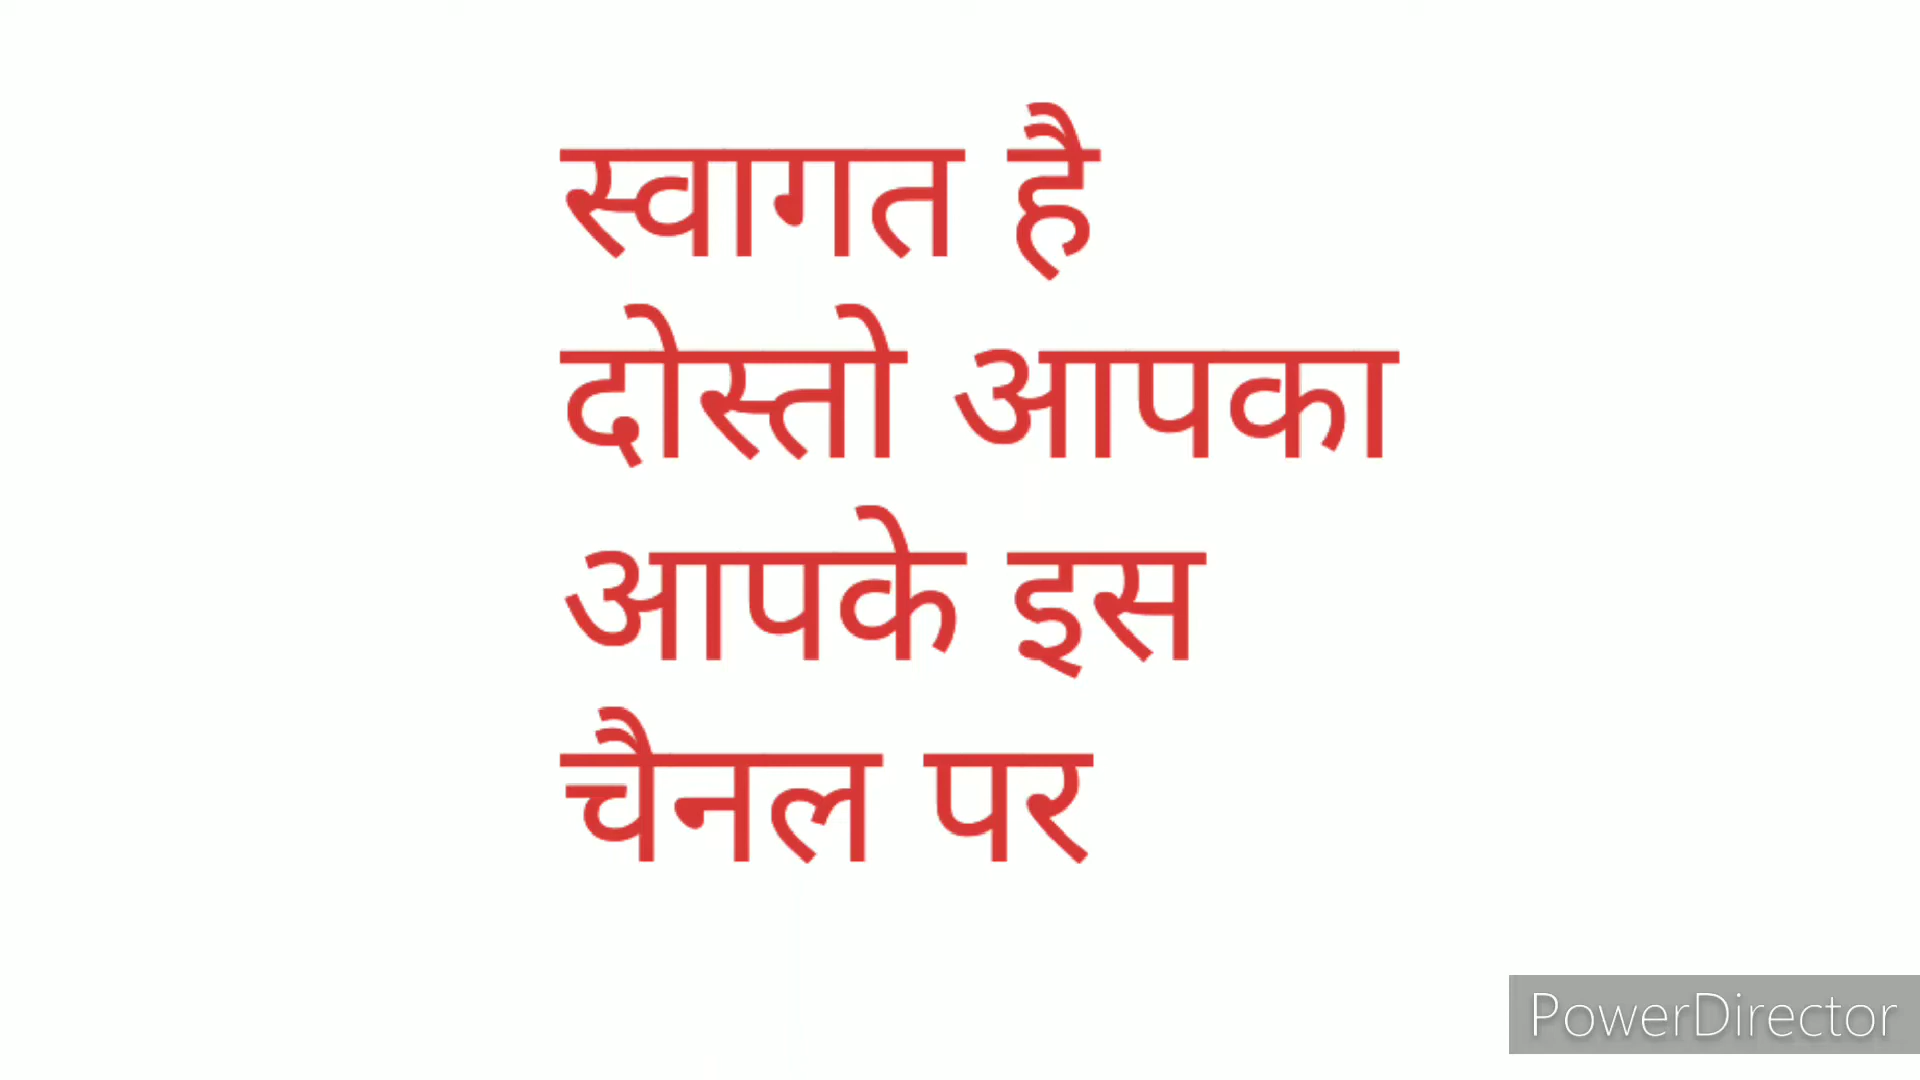 स्वागत है
दोस्तो आपका
आपके इस
चैनल पर
PowerDirector